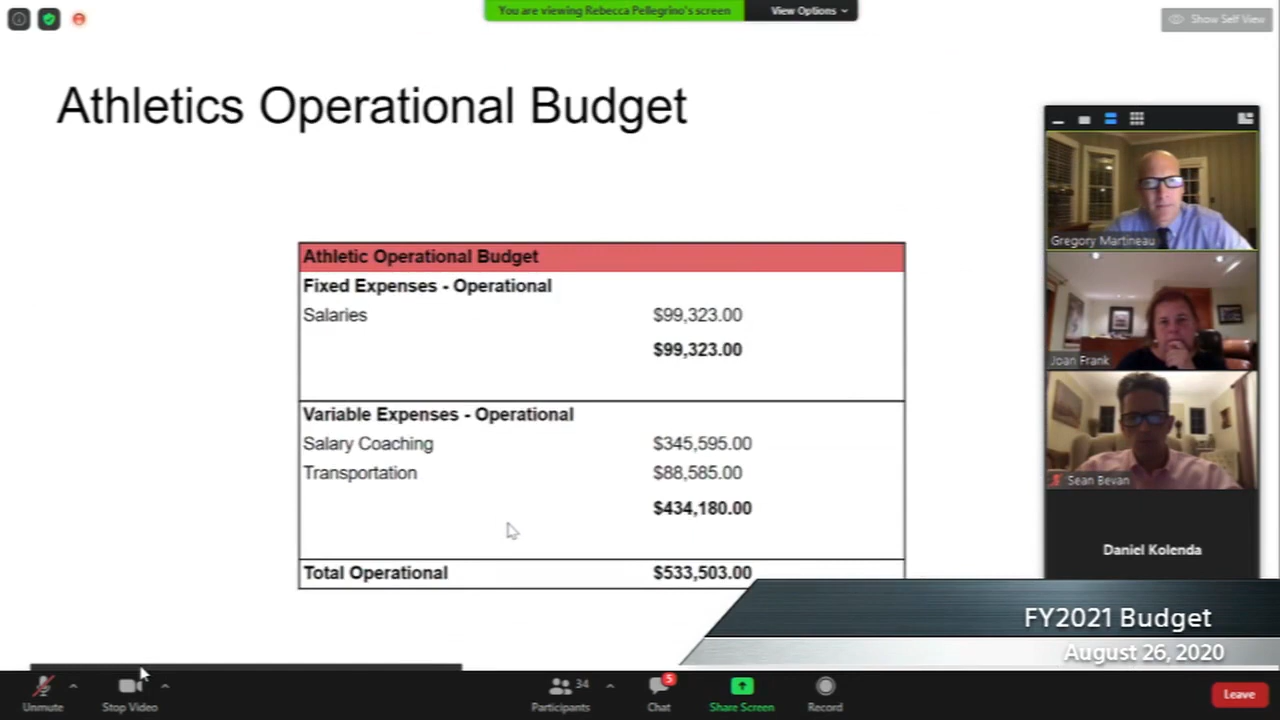 You are viewing Rebecca Pellegrino's screen
View Options
Show Self View
Athletics Operational Budget
Athletic Operational Budget
Fixed Expenses - Operational
Salaries $99,323.00
$99,323.00
Variable Expenses - Operational
Salary Coaching $345,595.00
Transportation $88,585.00
$434,180.00
Total Operational $533,503.00
Gregory Martineau
Joan Frank
Sean Bevan
Daniel Kolenda
FY2021 Budget
August 26, 2020
Unmute
Stop Video
34
Participants
5
Chat
Share Screen
Record
Leave